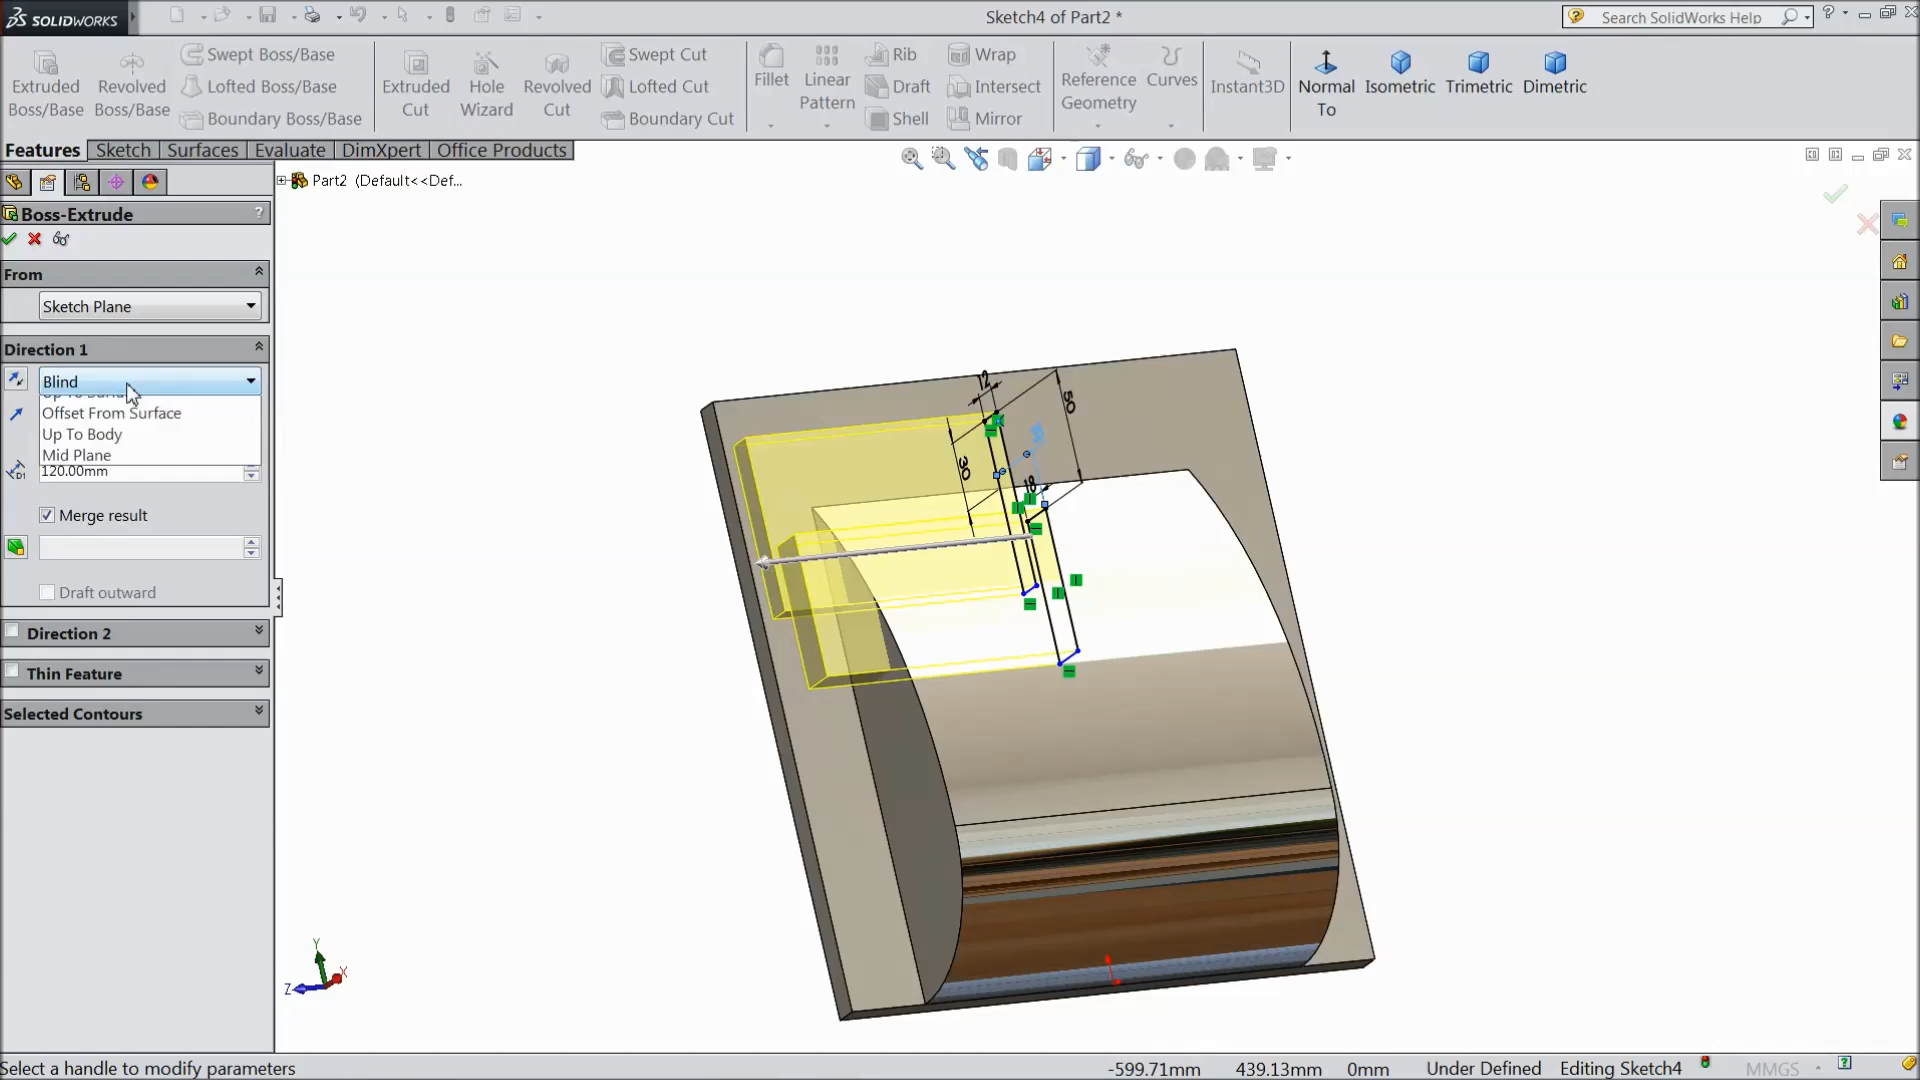 SOLIDWORKS
Sketch4 of Part2 *
Search SolidWorks Help
Extruded Boss/Base
Revolved Boss/Base
Swept Boss/Base
Lofted Boss/Base
Boundary Boss/Base
Extruded Cut
Hole Wizard
Revolved Cut
Swept Cut
Lofted Cut
Boundary Cut
Fillet
Linear Pattern
Rib
Draft
Shell
Wrap
Intersect
Mirror
Reference Geometry
Curves
Instant3D
Normal To
Isometric
Trimetric
Dimetric
Features
Sketch
Surfaces
Evaluate
DimXpert
Office Products
Part2 (Default<<Def...
Boss-Extrude
?
From
Sketch Plane
Direction 1
Blind
Offset From Surface
Up To Body
Mid Plane
D1
120.00mm
Merge result
Draft outward
Direction 2
Thin Feature
Selected Contours
12
50
30
18
Y
X
Z
Select a handle to modify parameters
-599.71mm
439.13mm
0mm
Under Defined
Editing Sketch4
MMGS